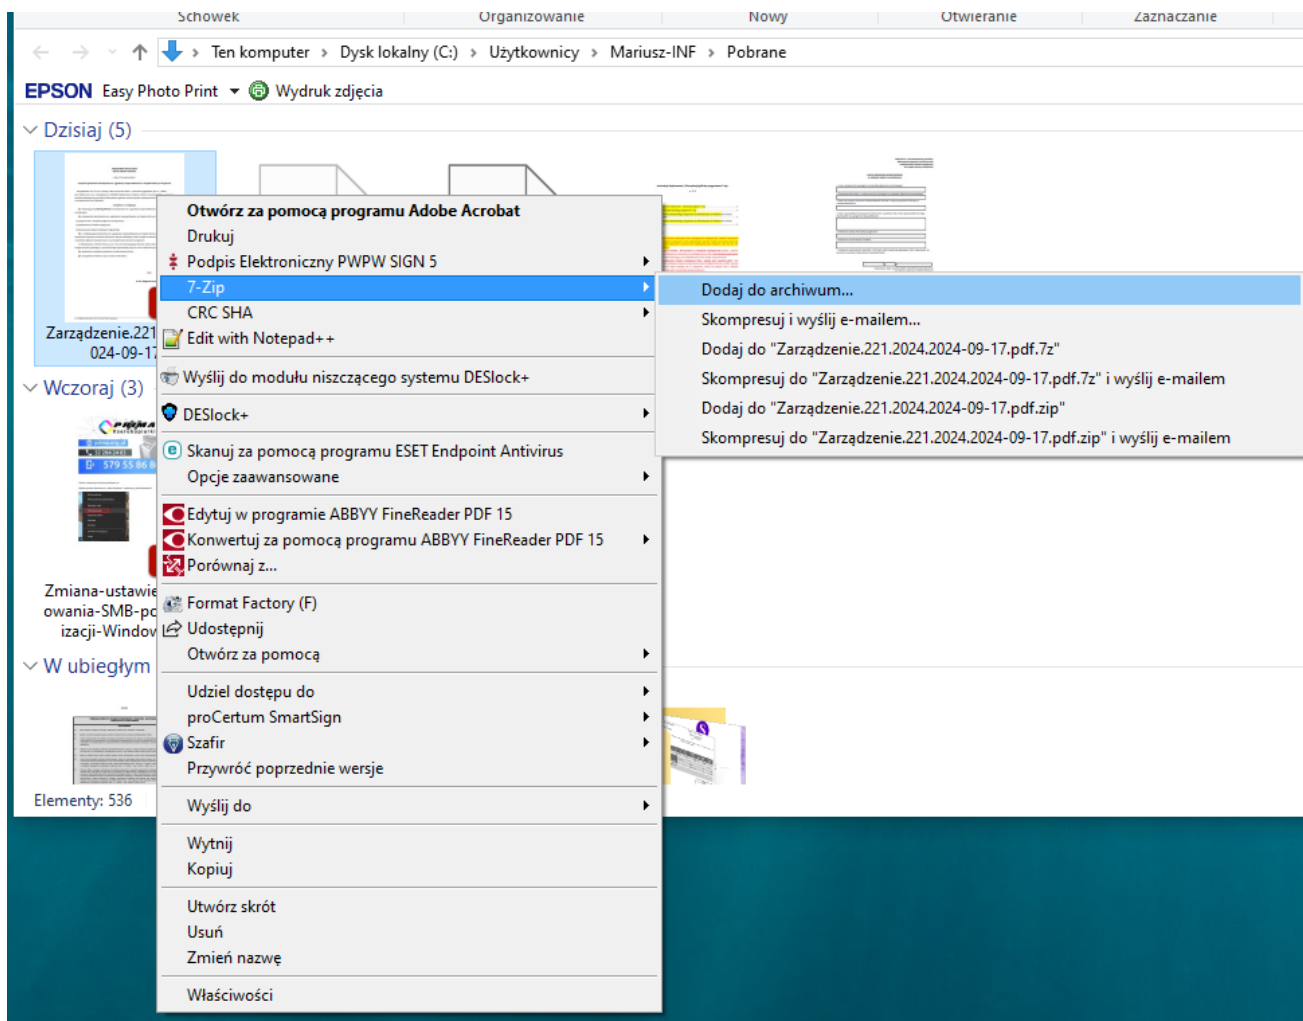 Schowek
Organizowanie
Nowy
Otwieranie
Zaznaczanie
Ten komputer > Dysk lokalny (C:) > Użytkownicy > Mariusz-INF > Pobrane
EPSON Easy Photo Print Wydruk zdjęcia
Dzisiaj (5)
Zarządzenie.221
024-09-17
Wczoraj (3)
579 55 86 8
Zmiana-ustawie
owania-SMB-po
izacji-Window
W ubiegłym
Elementy: 536
Otwórz za pomocą programu Adobe Acrobat
Drukuj
Podpis Elektroniczny PWPW SIGN 5
7-Zip
CRC SHA
Edit with Notepad++
Wyślij do modułu niszczącego systemu DESlock+
DESlock+
Skanuj za pomocą programu ESET Endpoint Antivirus
Opcje zaawansowane
Edytuj w programie ABBYY FineReader PDF 15
Konwertuj za pomocą programu ABBYY FineReader PDF 15
Porównaj z...
Format Factory (F)
Udostępnij
Otwórz za pomocą
Udziel dostępu do
proCertum SmartSign
Szafir
Przywróć poprzednie wersje
Wyślij do
Wytnij
Kopiuj
Utwórz skrót
Usuń
Zmień nazwę
Właściwości
Dodaj do archiwum...
Skompresuj i wyślij e-mailem...
Dodaj do "Zarządzenie.221.2024.2024-09-17.pdf.7z"
Skompresuj do "Zarządzenie.221.2024.2024-09-17.pdf.7z" i wyślij e-mailem
Dodaj do "Zarządzenie.221.2024.2024-09-17.pdf.zip"
Skompresuj do "Zarządzenie.221.2024.2024-09-17.pdf.zip" i wyślij e-mailem